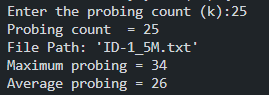 Enter the probing count (k):25
Probing count  = 25
File Path: 'ID-1_5M.txt'
Maximum probing = 34
Average probing = 26